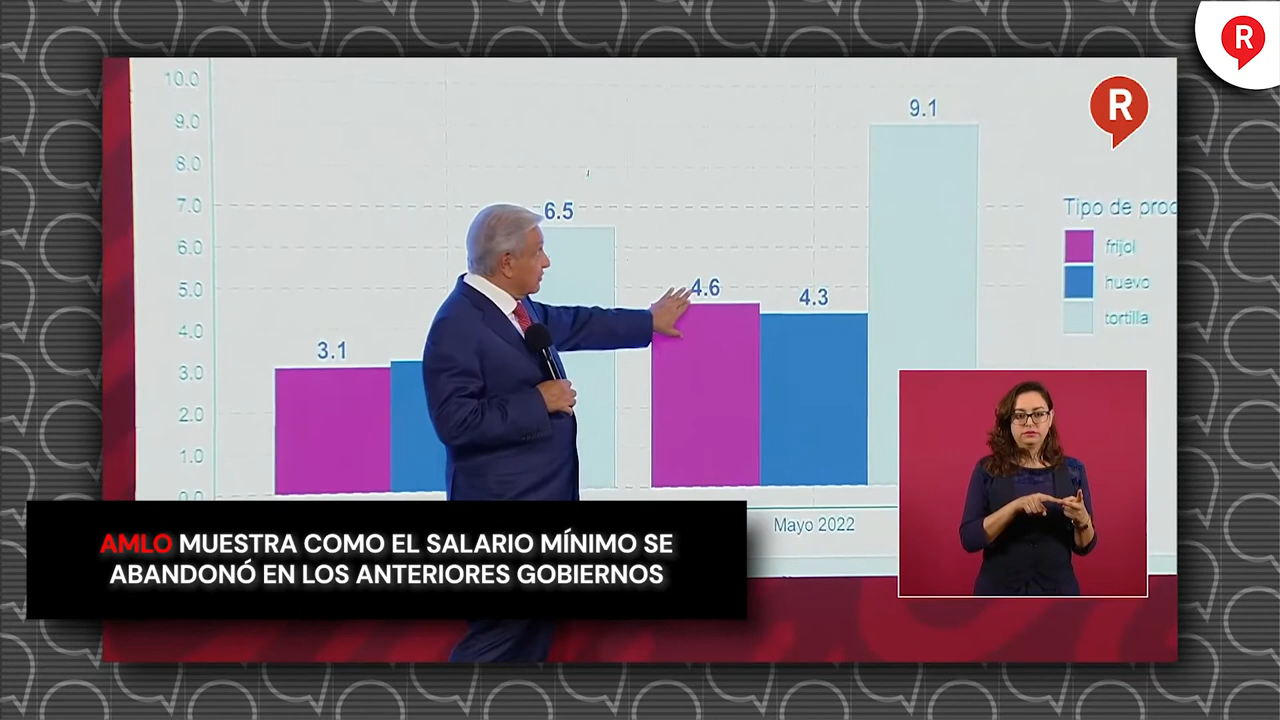 R
R
10.0
9.0
8.0
7.0
6.0
5.0
4.0
3.0
2.0
1.0
0.0
3.1
6.5
4.6
4.3
9.1
Tipo de prod
frijol
huevo
tortilla
Mayo 2022
AMLO MUESTRA COMO EL SALARIO MÍNIMO SE
ABANDONÓ EN LOS ANTERIORES GOBIERNOS